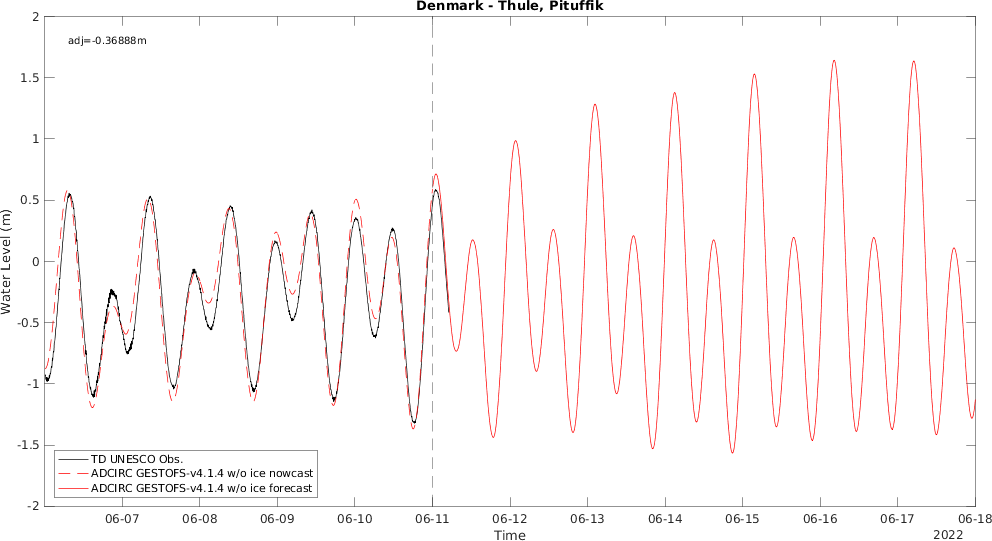 Denmark - Thule, Pituffik
adj=-0.36888m
2
1.5
1
0.5
0
-0.5
-1
-1.5
-2
Water Level (m)
TD UNESCO Obs.
ADCIRC GESTOFS-v4.1.4 w/o ice nowcast
ADCIRC GESTOFS-v4.1.4 w/o ice forecast
06-07 06-08 06-09 06-10 06-11 06-12 06-13 06-14 06-15 06-16 06-17 06-18
Time
2022